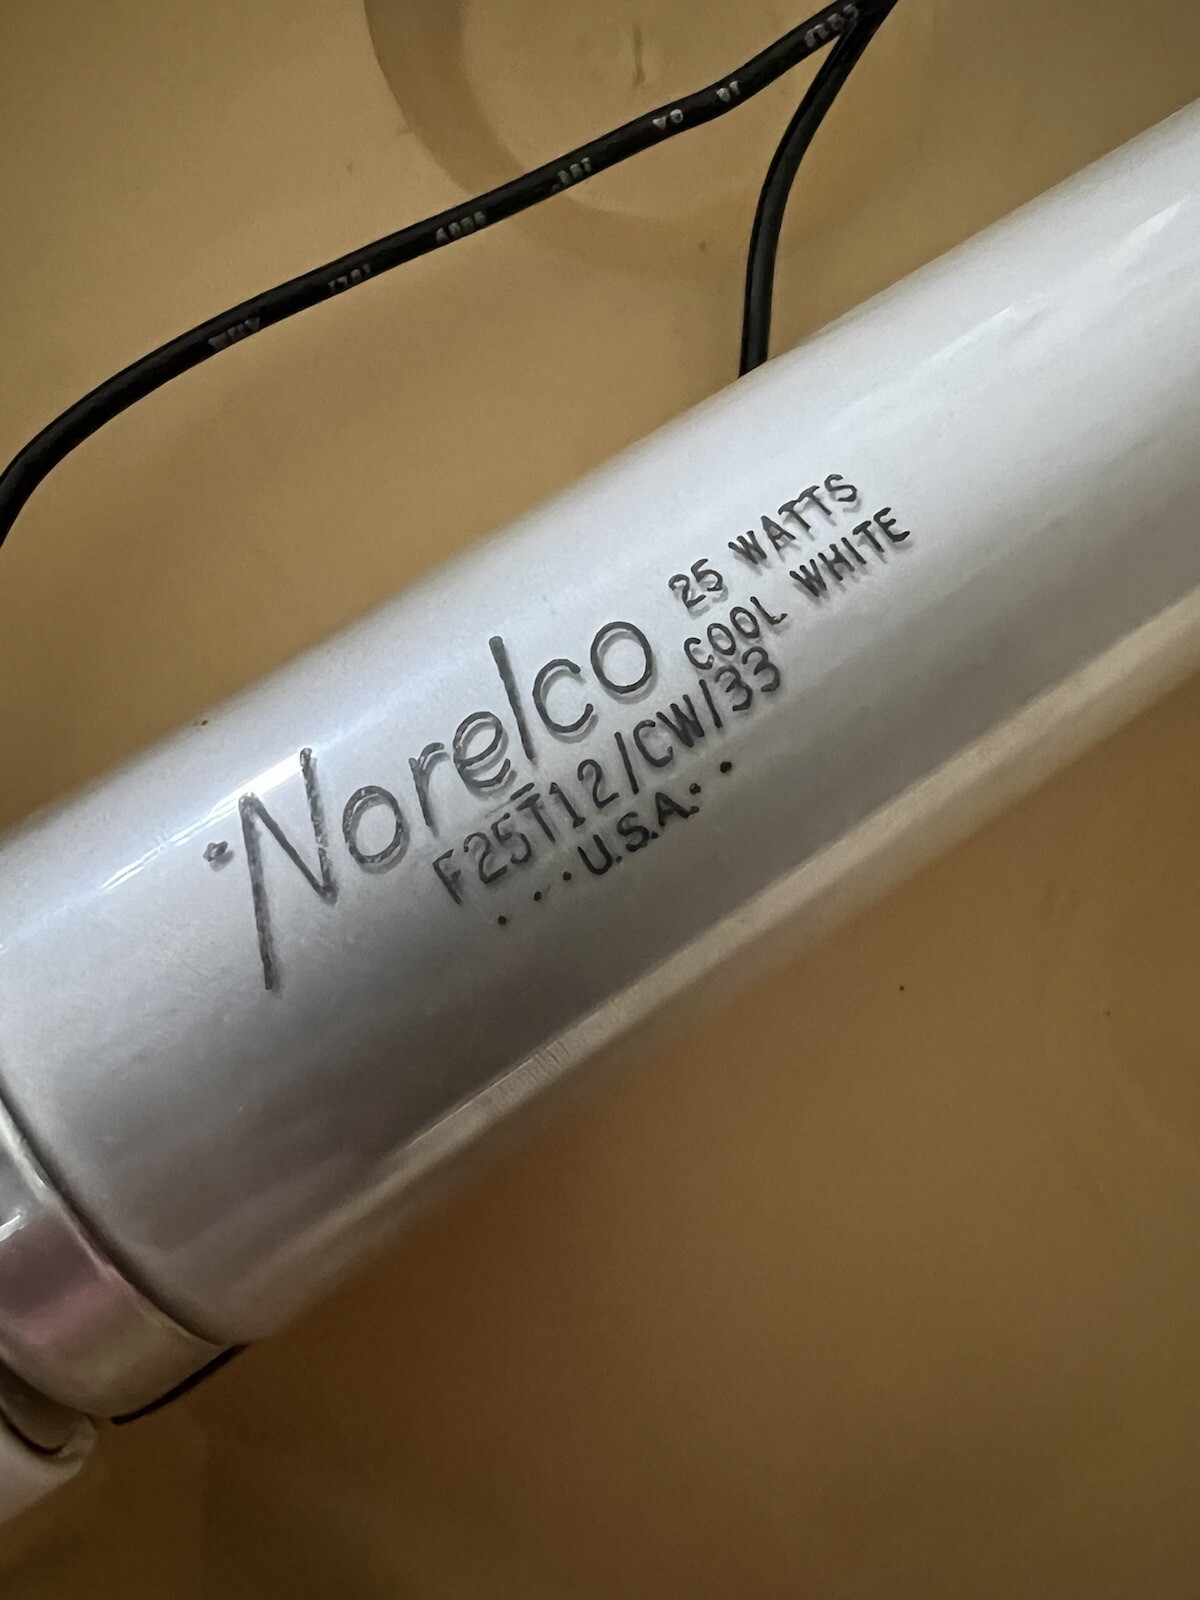 Norelco
25 WATTS
COOL WHITE
F25T12/CW/33
U.S.A.